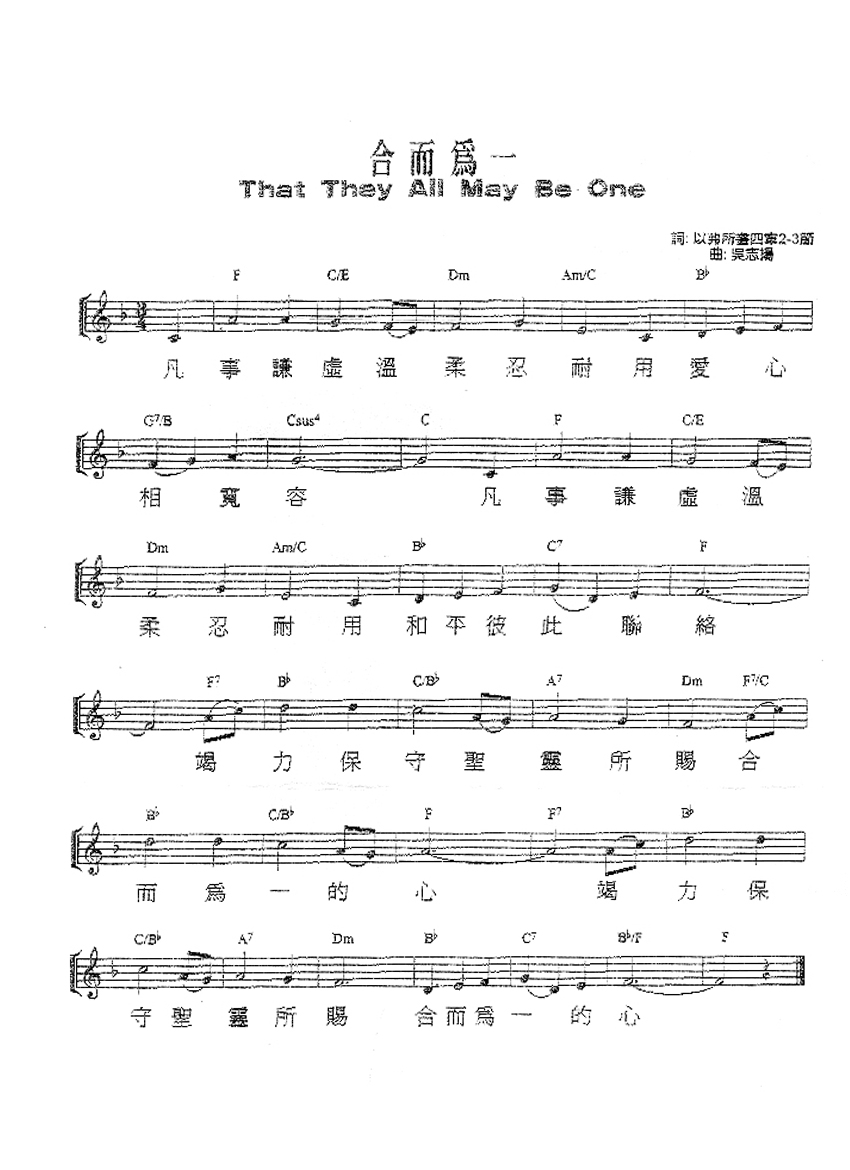 合而爲一
That They All May Be One
詞: 以弗所書四章2-3節
曲: 吳志揚
F C/E Dm Am/C B♭
凡 事 謙 虛 溫 柔 忍 耐 用 愛 心
G7/B Csus4 C F C/E
相 寬 容 凡 事 謙 虛 溫
Dm Am/C B♭ C7 F
柔 忍 耐 用 和 平 彼 此 聯 絡
F7 B♭ C/B♭ A7 Dm F7/C
竭 力 保 守 聖 靈 所 賜 合
B♭ C/B♭ F F7 B♭
而 爲 一 的 心 竭 力 保
C/B♭ A7 Dm B♭ C7 B♭/F F
守 聖 靈 所 賜 合 而 爲 一 的 心